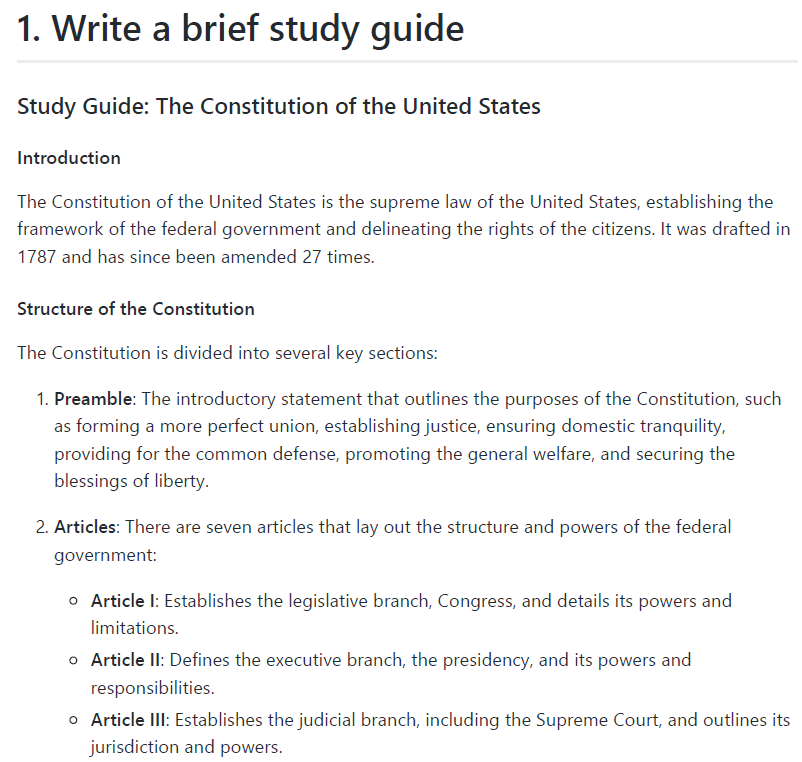 1. Write a brief study guide
Study Guide: The Constitution of the United States
Introduction
The Constitution of the United States is the supreme law of the United States, establishing the
framework of the federal government and delineating the rights of the citizens. It was drafted in
1787 and has since been amended 27 times.
Structure of the Constitution
The Constitution is divided into several key sections:
1. Preamble: The introductory statement that outlines the purposes of the Constitution, such
as forming a more perfect union, establishing justice, ensuring domestic tranquility,
providing for the common defense, promoting the general welfare, and securing the
blessings of liberty.
2. Articles: There are seven articles that lay out the structure and powers of the federal
government:
○ Article I: Establishes the legislative branch, Congress, and details its powers and
limitations.
○ Article II: Defines the executive branch, the presidency, and its powers and
responsibilities.
○ Article III: Establishes the judicial branch, including the Supreme Court, and outlines its
jurisdiction and powers.